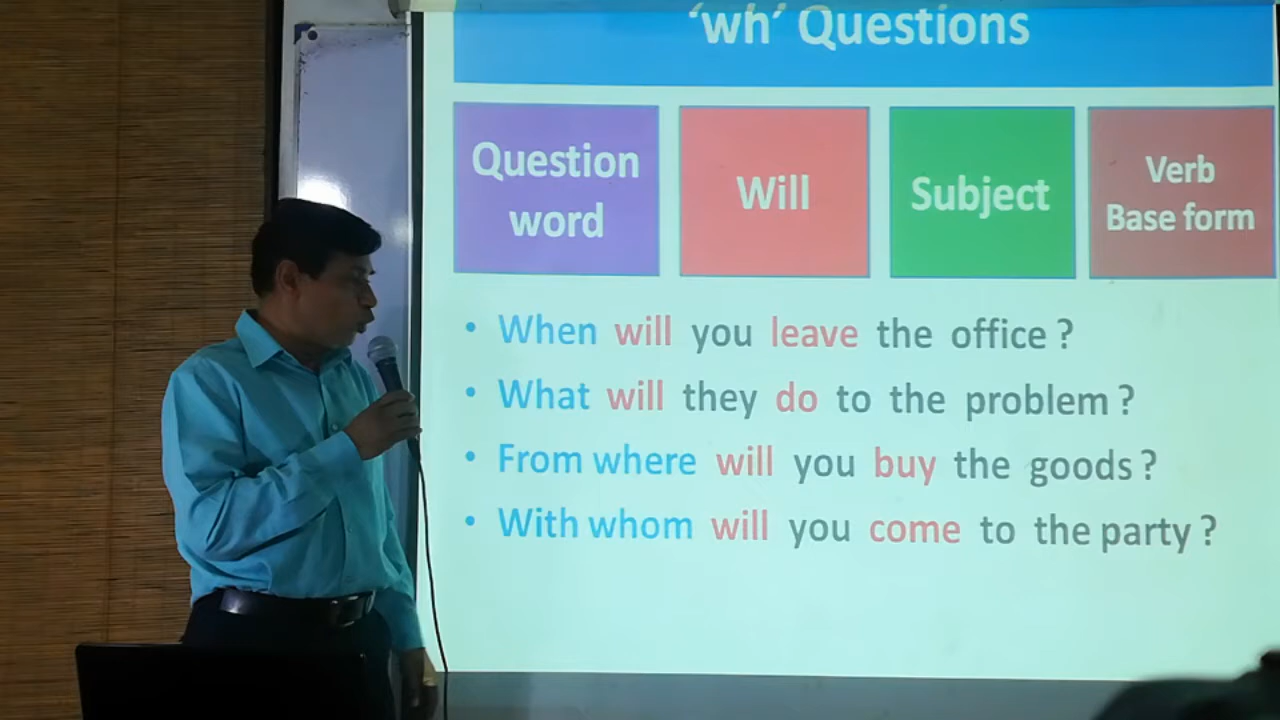 'wh' Questions
Question
word
Will
Subject
Verb
Base form
• When will you leave the office ?
• What will they do to the problem ?
• From where will you buy the goods ?
• With whom will you come to the party ?